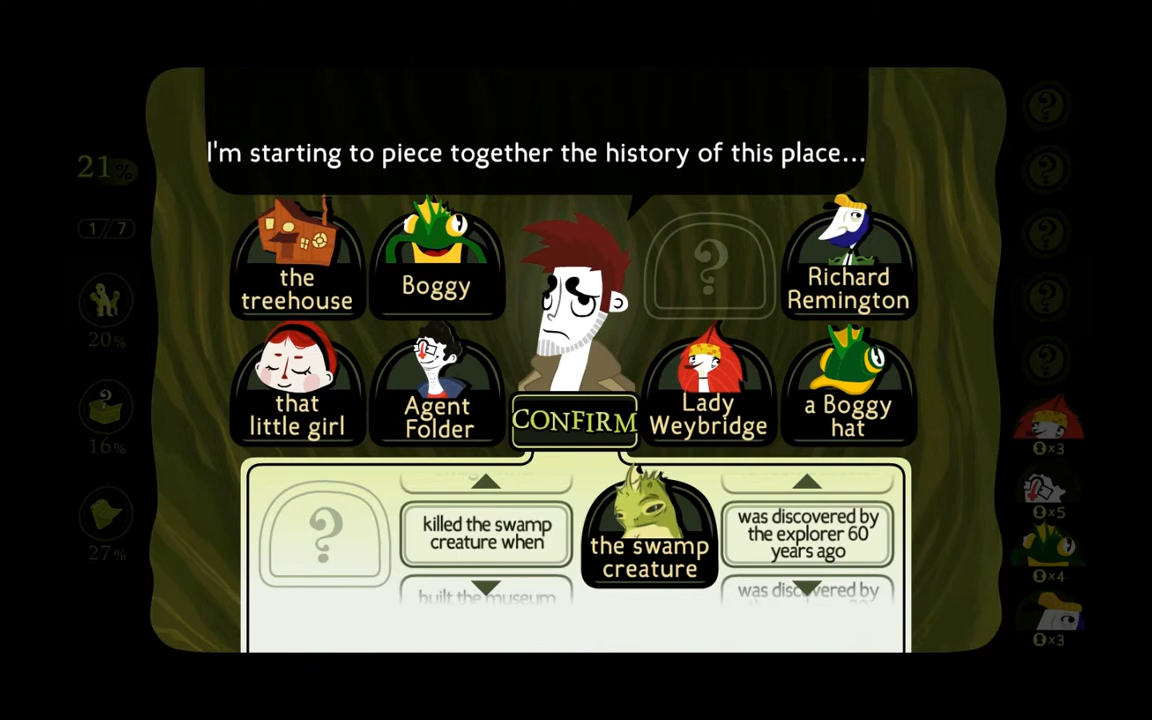 I'm starting to piece together the history of this place...
21%
1/7
20%
16%
27%
the
treehouse
Boggy
?
Richard
Remington
that
little girl
Agent
Folder
CONFIRM
Lady
Weybridge
a Boggy
hat
?
killed the swamp
creature when
built the museum
the swamp
creature
was discovered by
the explorer 60
years ago
was discovered by
?
?
?
?
?
x3
x5
x4
x3